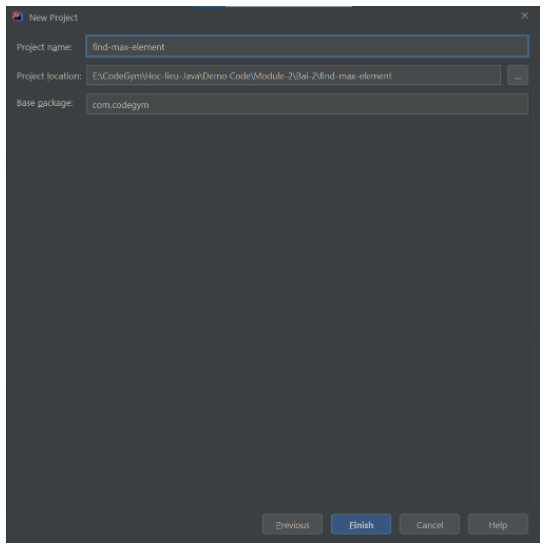 New Project
Project name: find-max-element
Project location: E:\CodeGym\Hoc-lieu-Java\Demo Code\Module-2\Bai-2\find-max-element ...
Base package: com.codegym
Previous Finish Cancel Help